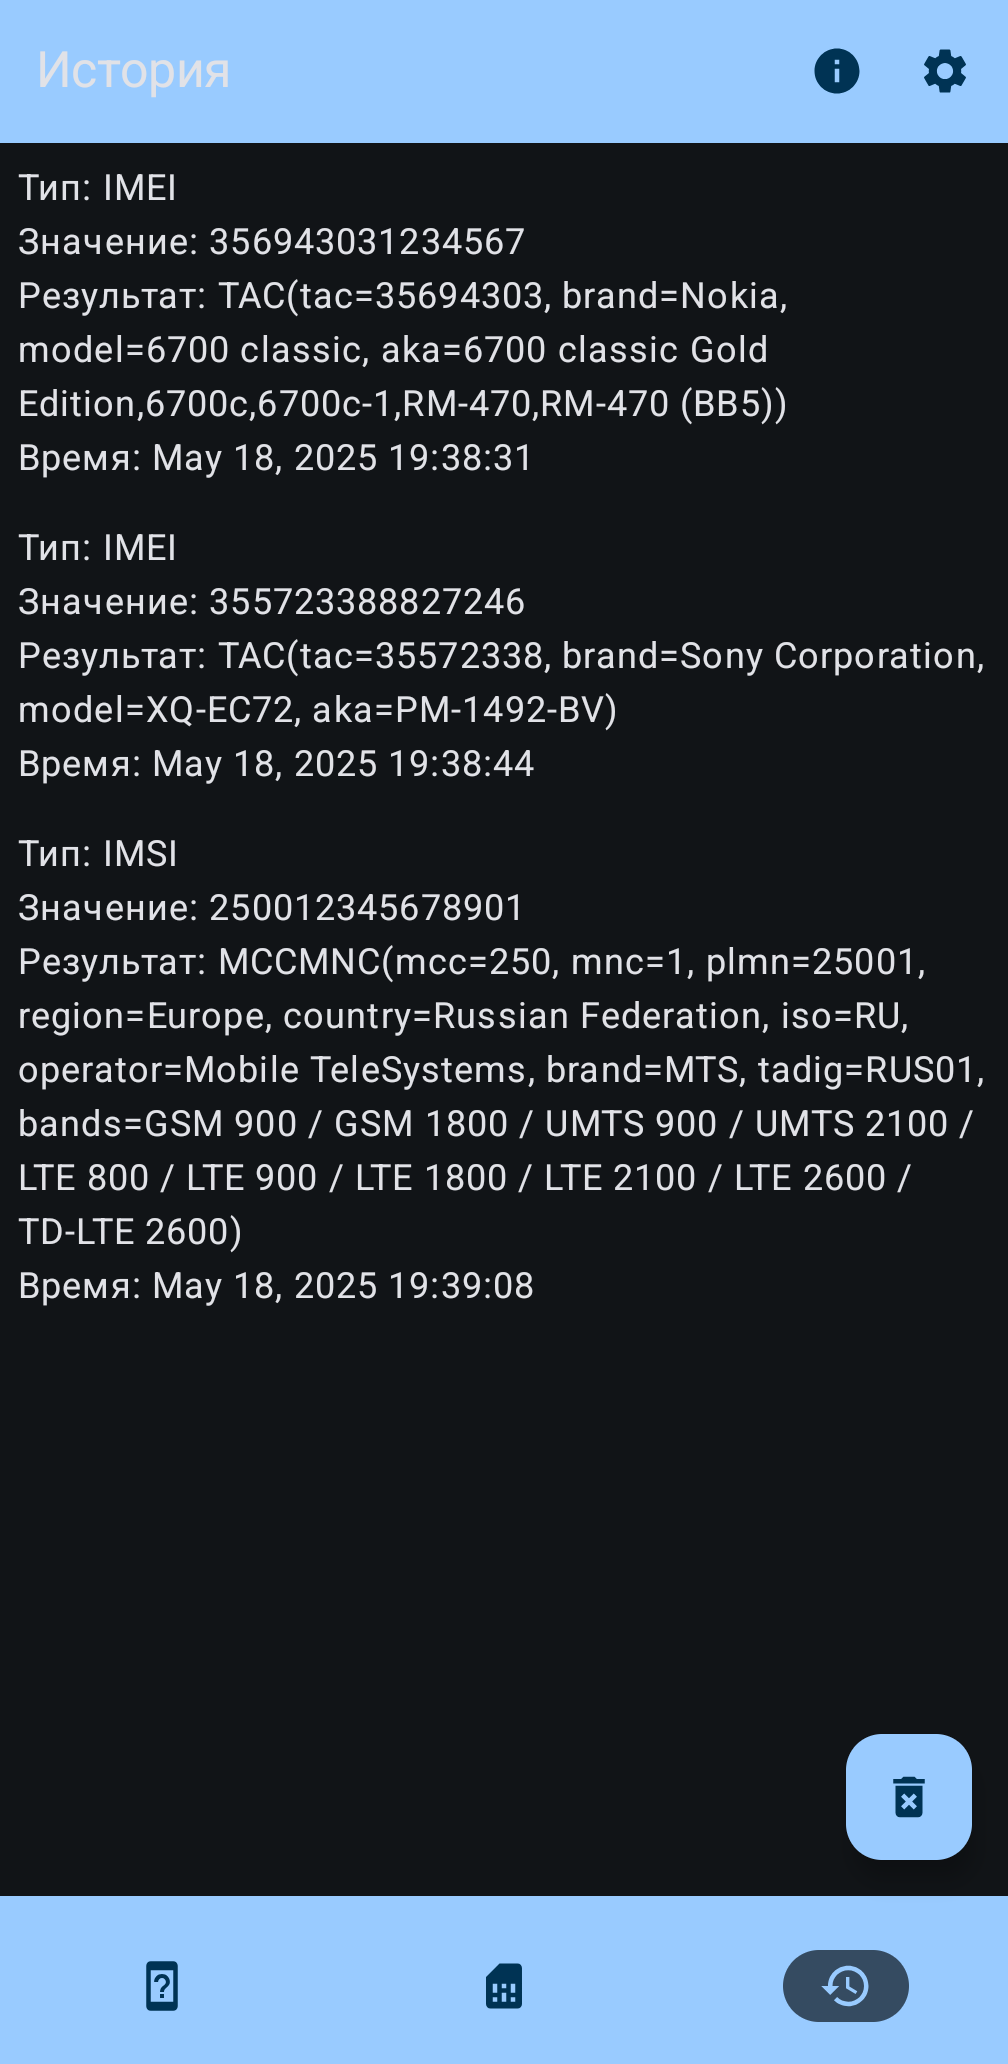 История
Тип: IMEI
Значение: 356943031234567
Результат: TAC(tac=35694303, brand=Nokia,
model=6700 classic, aka=6700 classic Gold
Edition,6700c,6700c-1,RM-470,RM-470 (BB5))
Время: May 18, 2025 19:38:31
Тип: IMEI
Значение: 355723388827246
Результат: TAC(tac=35572338, brand=Sony Corporation,
model=XQ-EC72, aka=PM-1492-BV)
Время: May 18, 2025 19:38:44
Тип: IMSI
Значение: 250012345678901
Результат: MCCMNC(mcc=250, mnc=1, plmn=25001,
region=Europe, country=Russian Federation, iso=RU,
operator=Mobile TeleSystems, brand=MTS, tadig=RUS01,
bands=GSM 900 / GSM 1800 / UMTS 900 / UMTS 2100 /
LTE 800 / LTE 900 / LTE 1800 / LTE 2100 / LTE 2600 /
TD-LTE 2600)
Время: May 18, 2025 19:39:08